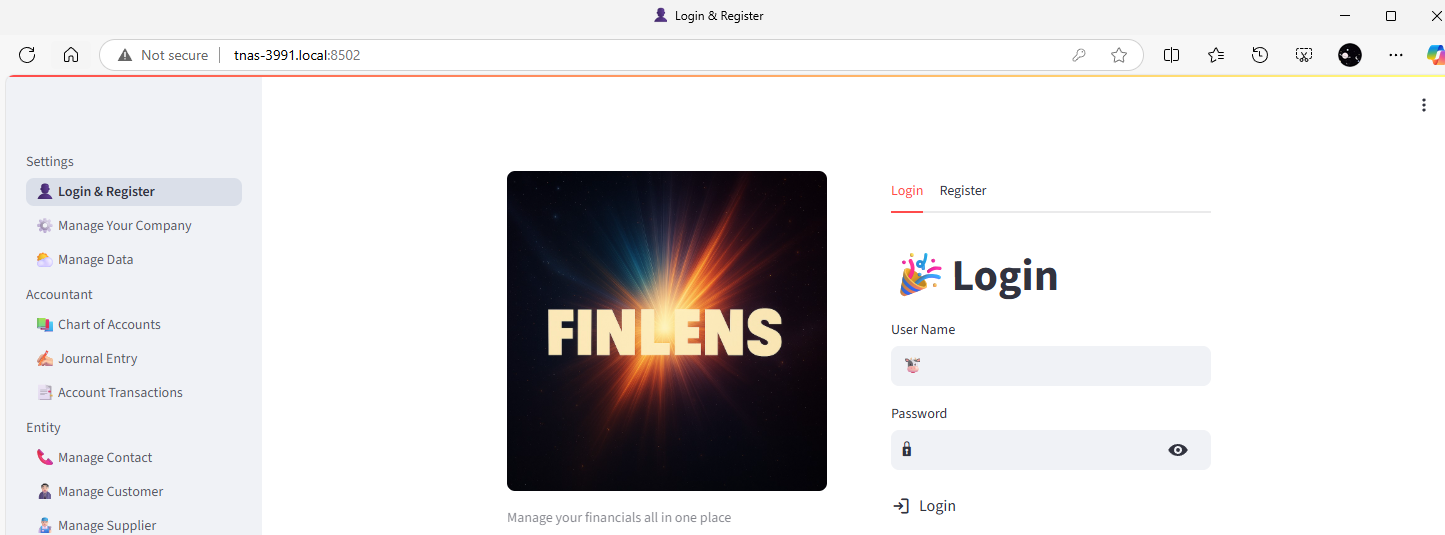 Login & Register
Not secure
tnas-3991.local:8502
Settings
Login & Register
Manage Your Company
Manage Data
Accountant
Chart of Accounts
Journal Entry
Account Transactions
Entity
Manage Contact
Manage Customer
Manage Supplier
FINLENS
Manage your financials all in one place
Login
Register
Login
User Name
Password
Login